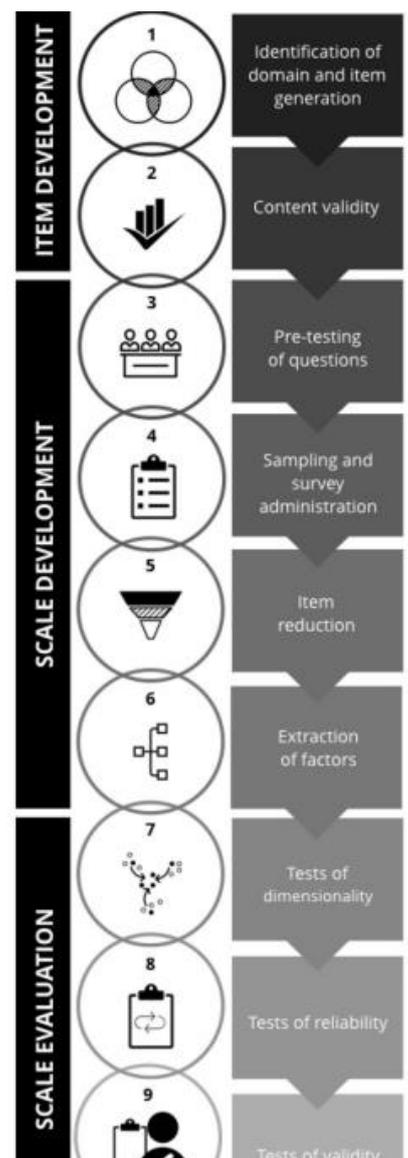 ITEM DEVELOPMENT
1
Identification of
domain and item
generation
2
Content validity
SCALE DEVELOPMENT
3
Pre-testing
of questions
4
Sampling and
survey
administration
5
Item
reduction
6
Extraction
of factors
SCALE EVALUATION
7
Tests of
dimensionality
8
Tests of reliability
9
Tests of validity